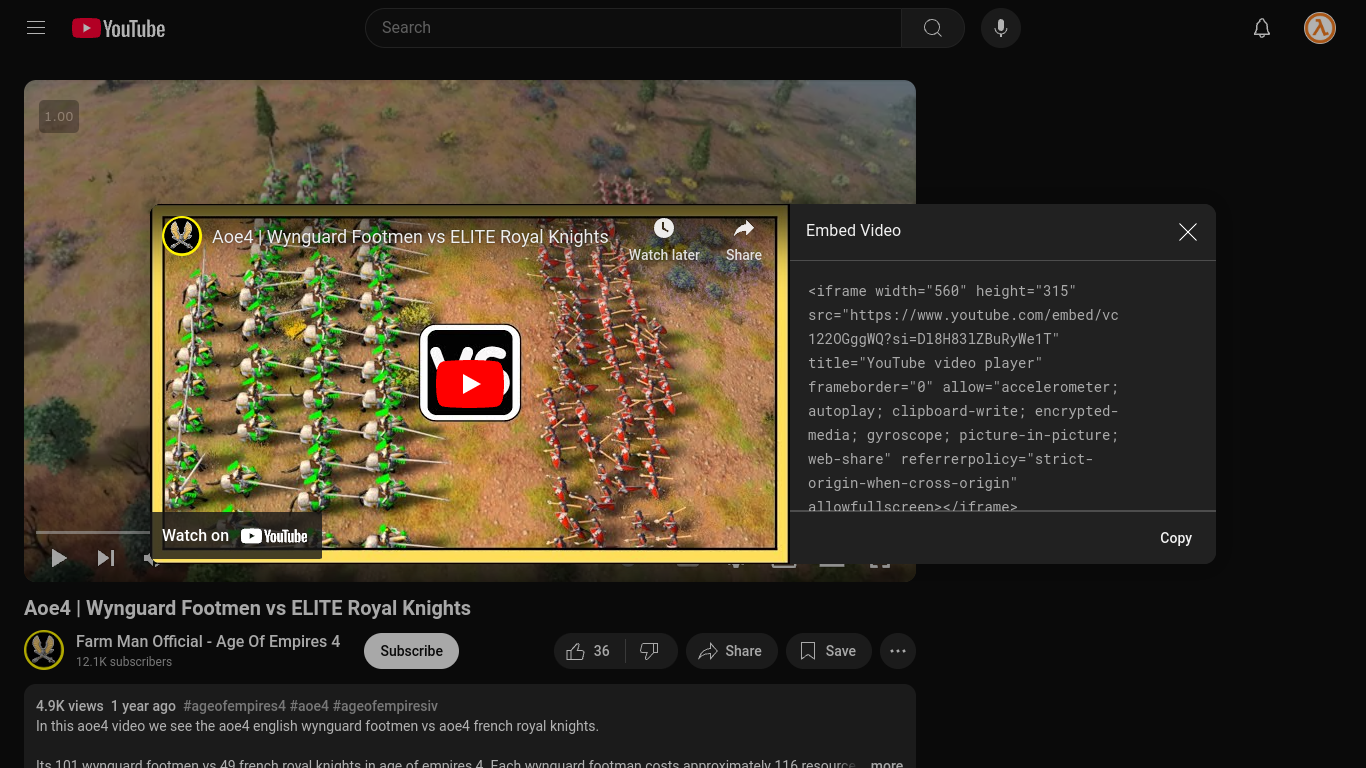 YouTube
Search
1.00
Aoe4 | Wynguard Footmen vs ELITE Royal Knights
Watch later
Share
VS
Watch on YouTube
Embed Video
<iframe width="560" height="315"
src="https://www.youtube.com/embed/vc
122OGggWQ?si=Dl8H83lZBuRyWe1T"
title="YouTube video player"
frameborder="0" allow="accelerometer;
autoplay; clipboard-write; encrypted-
media; gyroscope; picture-in-picture;
web-share" referrerpolicy="strict-
origin-when-cross-origin"
allowfullscreen></iframe>
Copy
Aoe4 | Wynguard Footmen vs ELITE Royal Knights
Farm Man Official - Age Of Empires 4
12.1K subscribers
Subscribe
36
Share
Save
4.9K views 1 year ago #ageofempires4 #aoe4 #ageofempiresiv
In this aoe4 video we see the aoe4 english wynguard footmen vs aoe4 french royal knights.
Its 101 wynguard footmen vs 49 french royal knights in age of empires 4. Each wynguard footman costs approximately 116 resource ...more